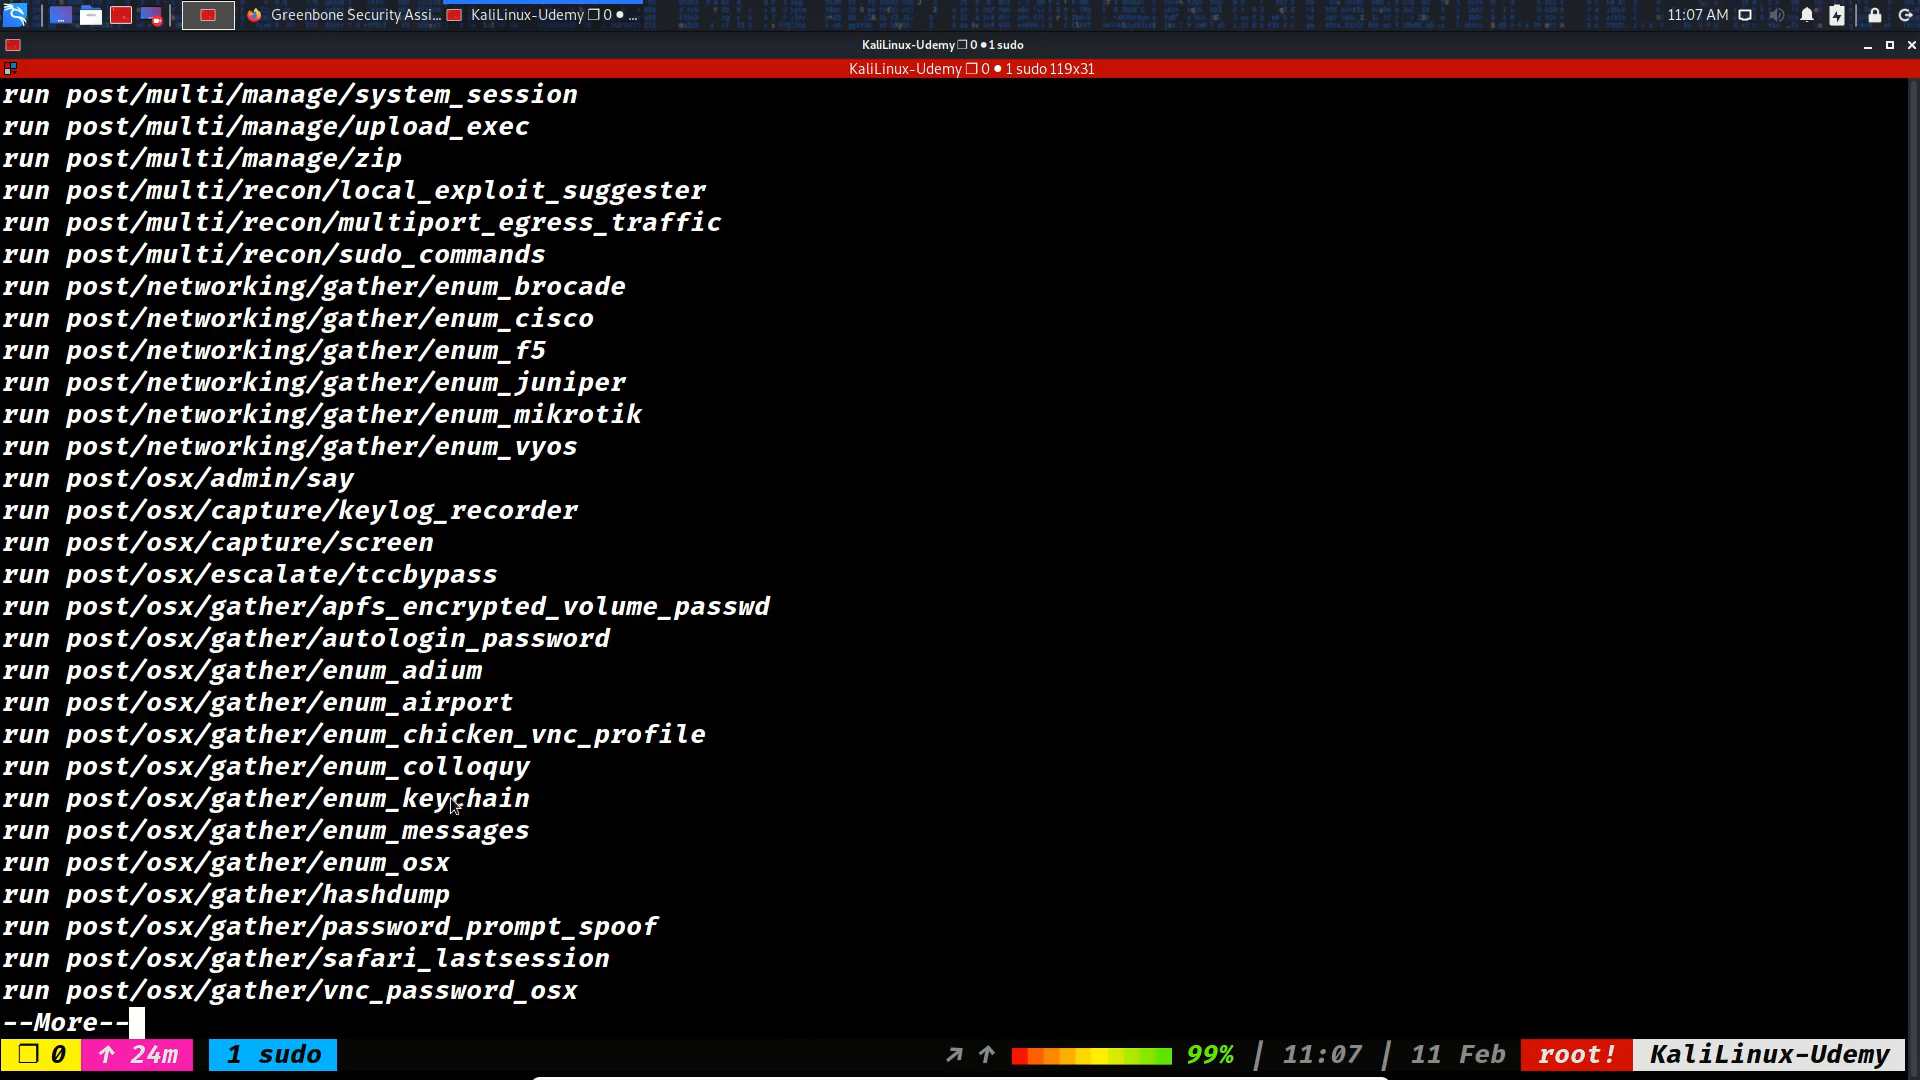 Greenbone Security Assi... KaliLinux-Udemy ❐ 0 ● ... 11:07 AM
KaliLinux-Udemy ❐ 0 ● 1 sudo
KaliLinux-Udemy ❐ 0 ● 1 sudo 119x31
run post/multi/manage/system_session
run post/multi/manage/upload_exec
run post/multi/manage/zip
run post/multi/recon/local_exploit_suggester
run post/multi/recon/multiport_egress_traffic
run post/multi/recon/sudo_commands
run post/networking/gather/enum_brocade
run post/networking/gather/enum_cisco
run post/networking/gather/enum_f5
run post/networking/gather/enum_juniper
run post/networking/gather/enum_mikrotik
run post/networking/gather/enum_vyos
run post/osx/admin/say
run post/osx/capture/keylog_recorder
run post/osx/capture/screen
run post/osx/escalate/tccbypass
run post/osx/gather/apfs_encrypted_volume_passwd
run post/osx/gather/autologin_password
run post/osx/gather/enum_adium
run post/osx/gather/enum_airport
run post/osx/gather/enum_chicken_vnc_profile
run post/osx/gather/enum_colloquy
run post/osx/gather/enum_keychain
run post/osx/gather/enum_messages
run post/osx/gather/enum_osx
run post/osx/gather/hashdump
run post/osx/gather/password_prompt_spoof
run post/osx/gather/safari_lastsession
run post/osx/gather/vnc_password_osx
--More--
❐ 0 ↑ 24m 1 sudo ↗ ↑ 99% | 11:07 | 11 Feb root! KaliLinux-Udemy